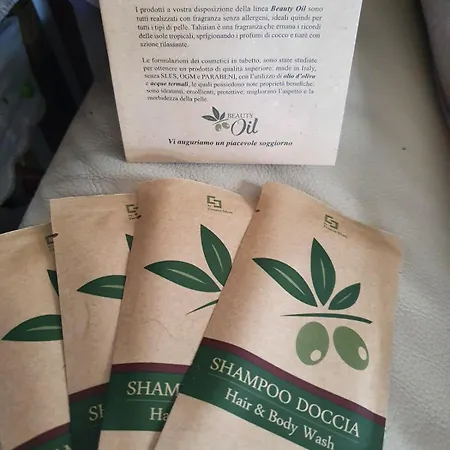 I prodotti a vostra disposizione della linea Beauty Oil sono
tutti realizzati con fragranza senza allergeni, ideali quindi per
tutti i tipi di pelle. Tahitian è una fragranza che emana i ricordi
delle isole tropicali, sprigionando i profumi di cocco e narè con
azione rilassante.
Le formulazioni dei cosmetici in tubetto, sono state studiate
per ottenere un prodotto di qualità superiore: made in Italy,
senza SLES, OGM e PARABENI, con l'utilizzo di olio d'oliva
e acque termali, le quali possiedono note proprietà benefiche:
sono idratanti, emollienti, protettive; migliorano l'aspetto e la
morbidezza della pelle.
BEAUTY
Oil
Vi auguriamo un piacevole soggiorno
SHAM
Ha
SHAMPOO DOCCIA
Hair & Body Wash